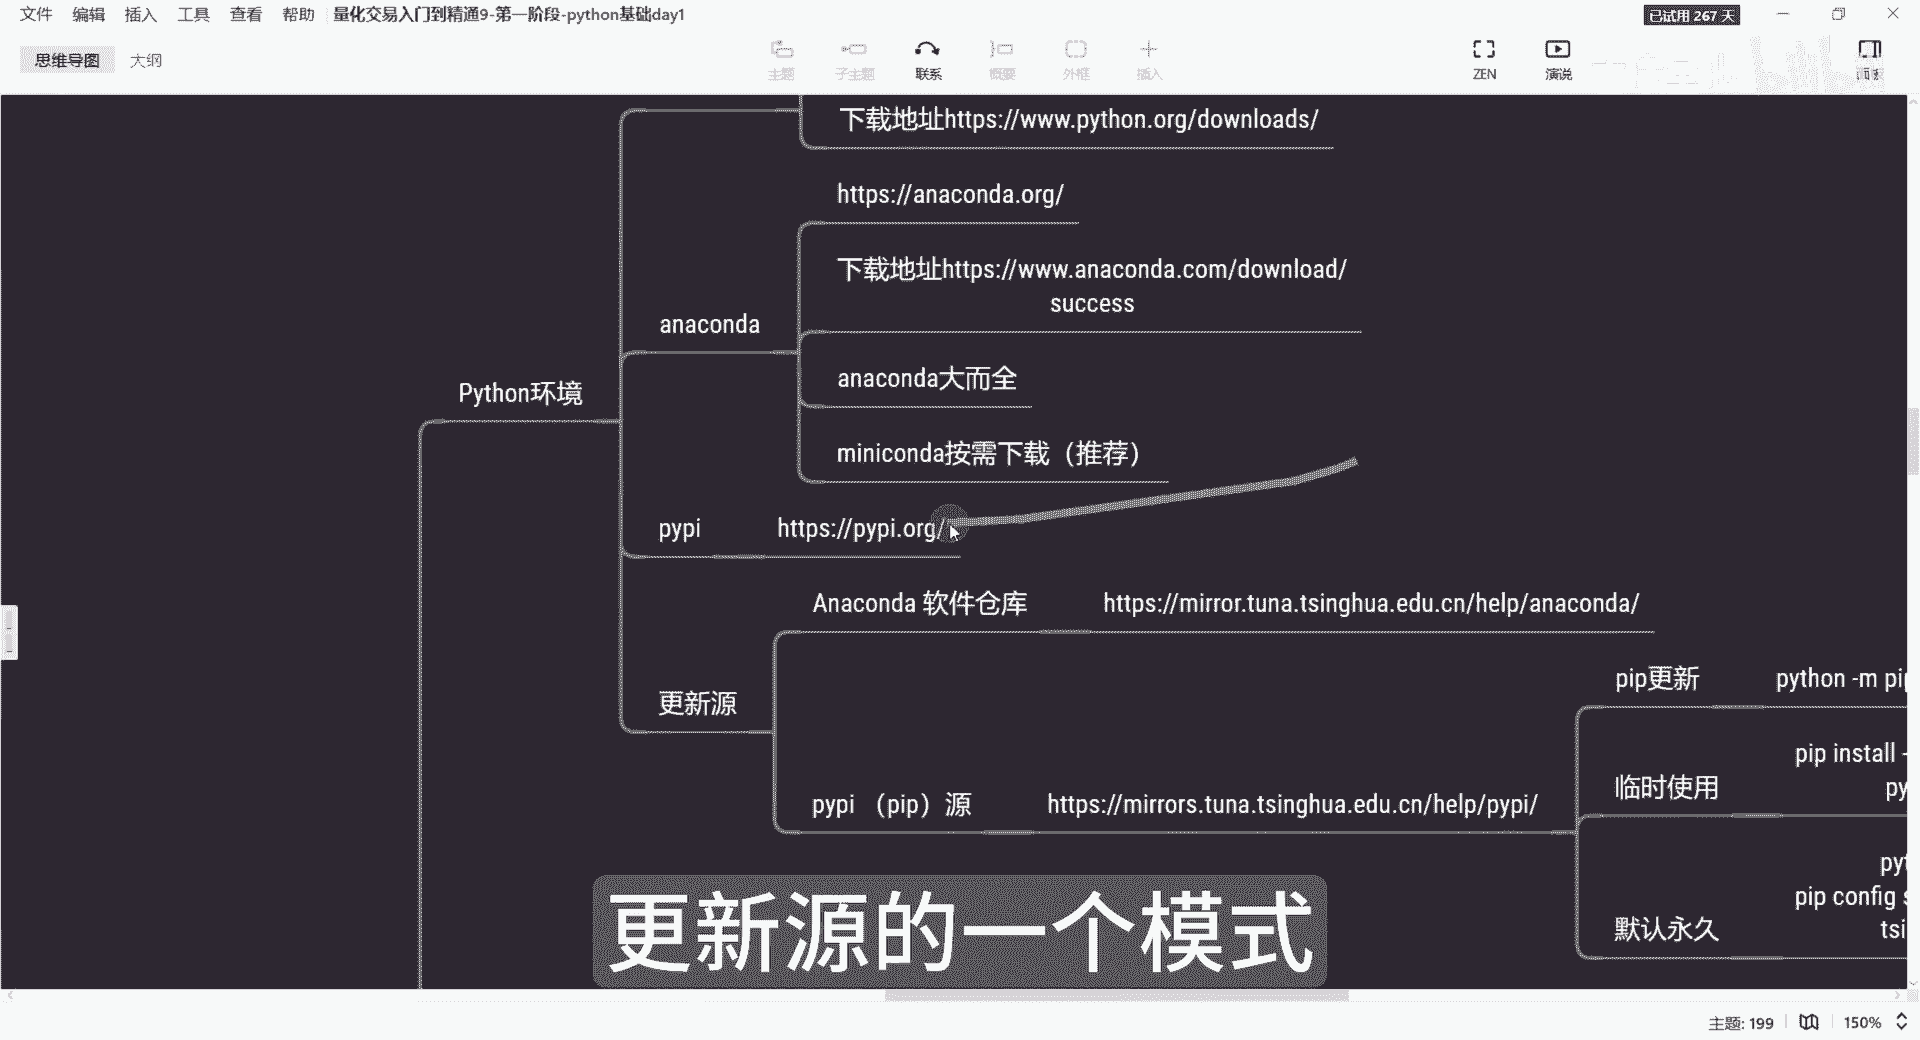 文件 编辑 插入 工具 查看 帮助 量化交易入门到精通9-第一阶段-python基础day1
已试用 267 天
思维导图 大纲
主题 子主题 联系 概要 外框 插入 ZEN 演说 面板
下载地址https://www.python.org/downloads/
https://anaconda.org/
下载地址https://www.anaconda.com/download/
success
anaconda
anaconda大而全
Python环境
miniconda按需下载（推荐）
pypi https://pypi.org/
Anaconda 软件仓库 https://mirror.tuna.tsinghua.edu.cn/help/anaconda/
pip更新 python -m pip
更新源
pip install -
临时使用 py
pypi （pip）源 https://mirrors.tuna.tsinghua.edu.cn/help/pypi/
pyt
pip config s
默认永久 tsi
更新源的一个模式
主题: 199 150%